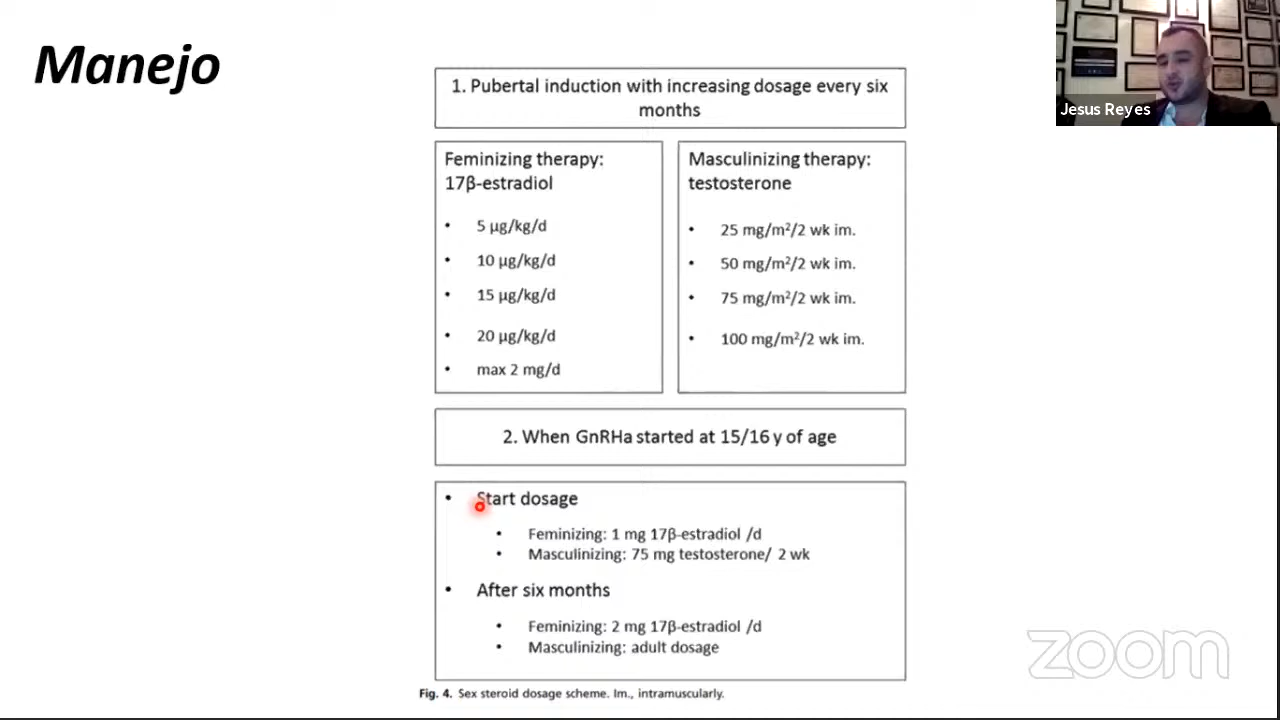 Manejo
Jesus Reyes
1. Pubertal induction with increasing dosage every six
months
Feminizing therapy:
17β-estradiol
• 5 µg/kg/d
• 10 µg/kg/d
• 15 µg/kg/d
• 20 µg/kg/d
• max 2 mg/d
Masculinizing therapy:
testosterone
• 25 mg/m²/2 wk im.
• 50 mg/m²/2 wk im.
• 75 mg/m²/2 wk im.
• 100 mg/m²/2 wk im.
2. When GnRHa started at 15/16 y of age
• Start dosage
• Feminizing: 1 mg 17β-estradiol /d
• Masculinizing: 75 mg testosterone/ 2 wk
• After six months
• Feminizing: 2 mg 17β-estradiol /d
• Masculinizing: adult dosage
Fig. 4. Sex steroid dosage scheme. Im., intramuscularly.
zoom